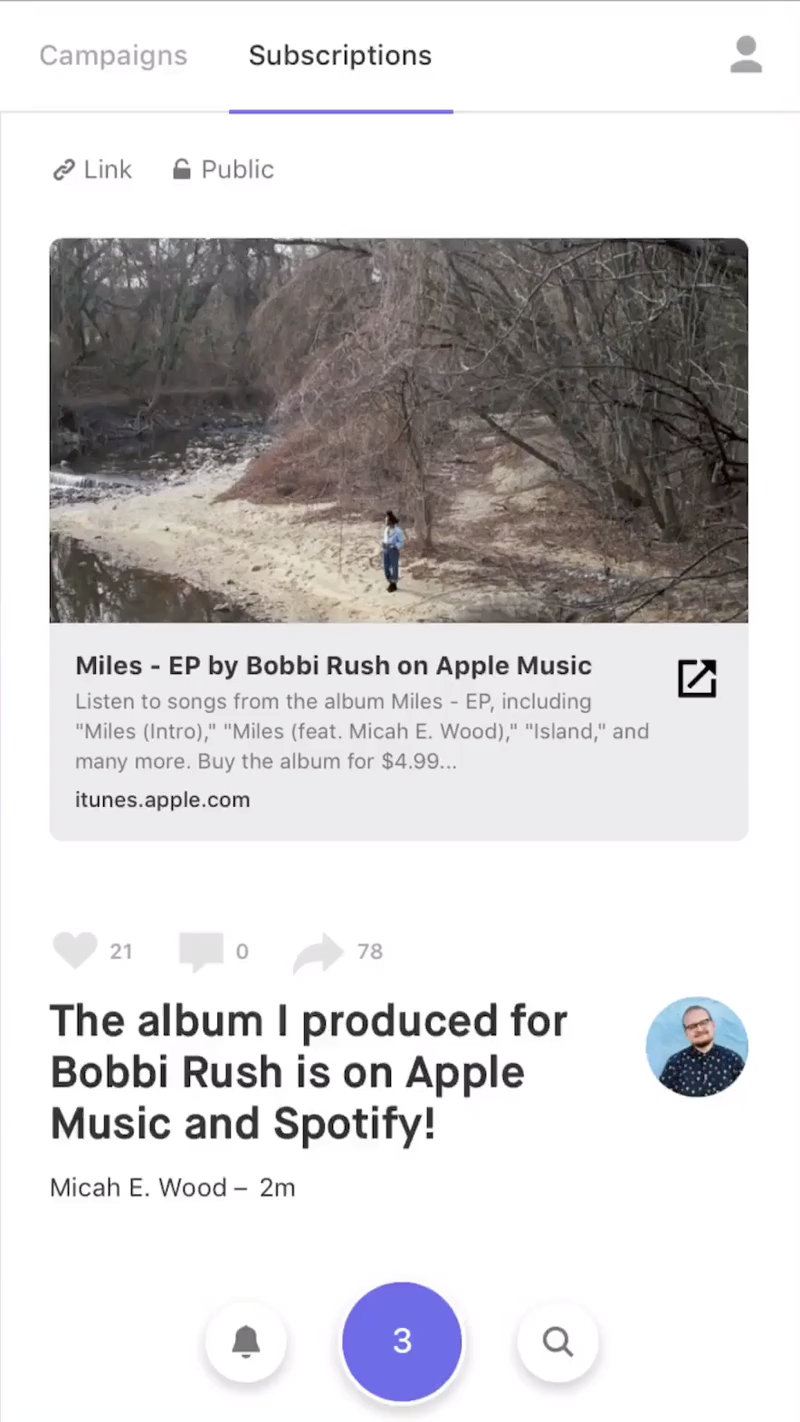 Campaigns
Subscriptions
Link
Public
Miles - EP by Bobbi Rush on Apple Music
Listen to songs from the album Miles - EP, including
"Miles (Intro)," "Miles (feat. Micah E. Wood)," "Island," and
many more. Buy the album for $4.99...
itunes.apple.com
21
0
78
The album I produced for
Bobbi Rush is on Apple
Music and Spotify!
Micah E. Wood – 2m
3